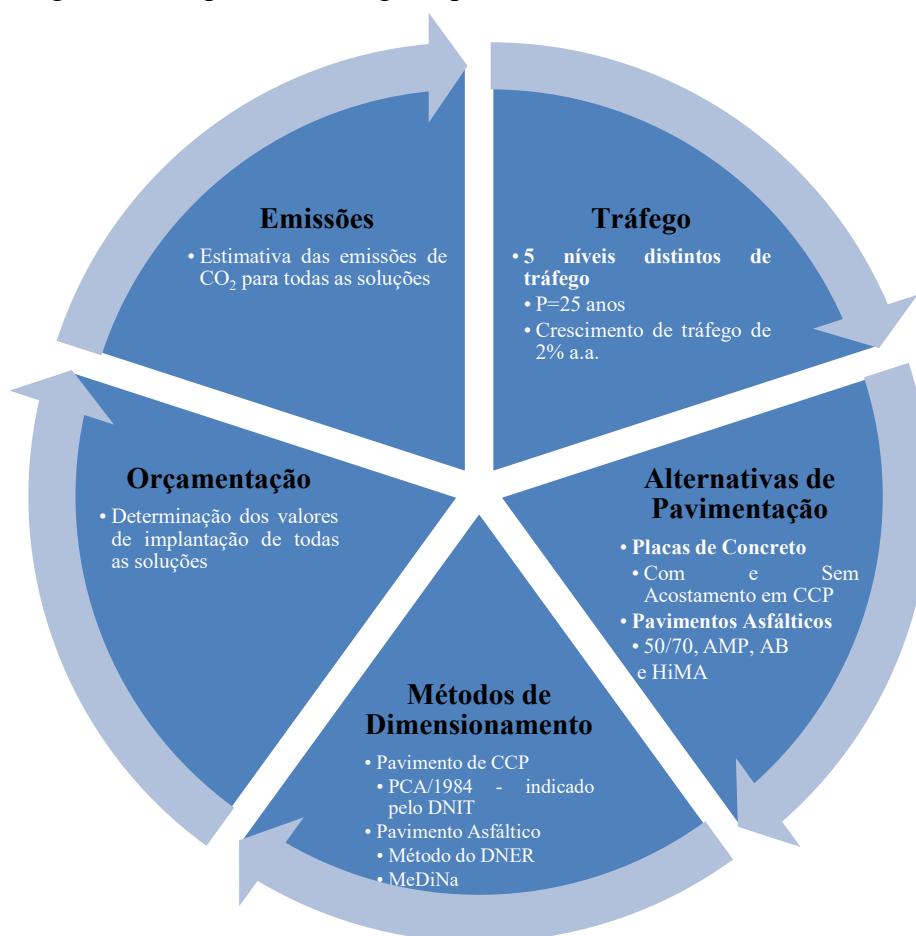 Emissões
• Estimativa das emissões de
CO₂ para todas as soluções
Tráfego
• 5 níveis distintos de
tráfego
• P=25 anos
• Crescimento de tráfego de
2% a.a.
Alternativas de
Pavimentação
• Placas de Concreto
• Com e Sem
Acostamento em CCP
• Pavimentos Asfálticos
• 50/70, AMP, AB
e HiMA
Métodos de
Dimensionamento
• Pavimento de CCP
• PCA/1984 - indicado
pelo DNIT
• Pavimento Asfáltico
• Método do DNER
• MeDiNa
Orçamentação
• Determinação dos valores
de implantação de todas
as soluções